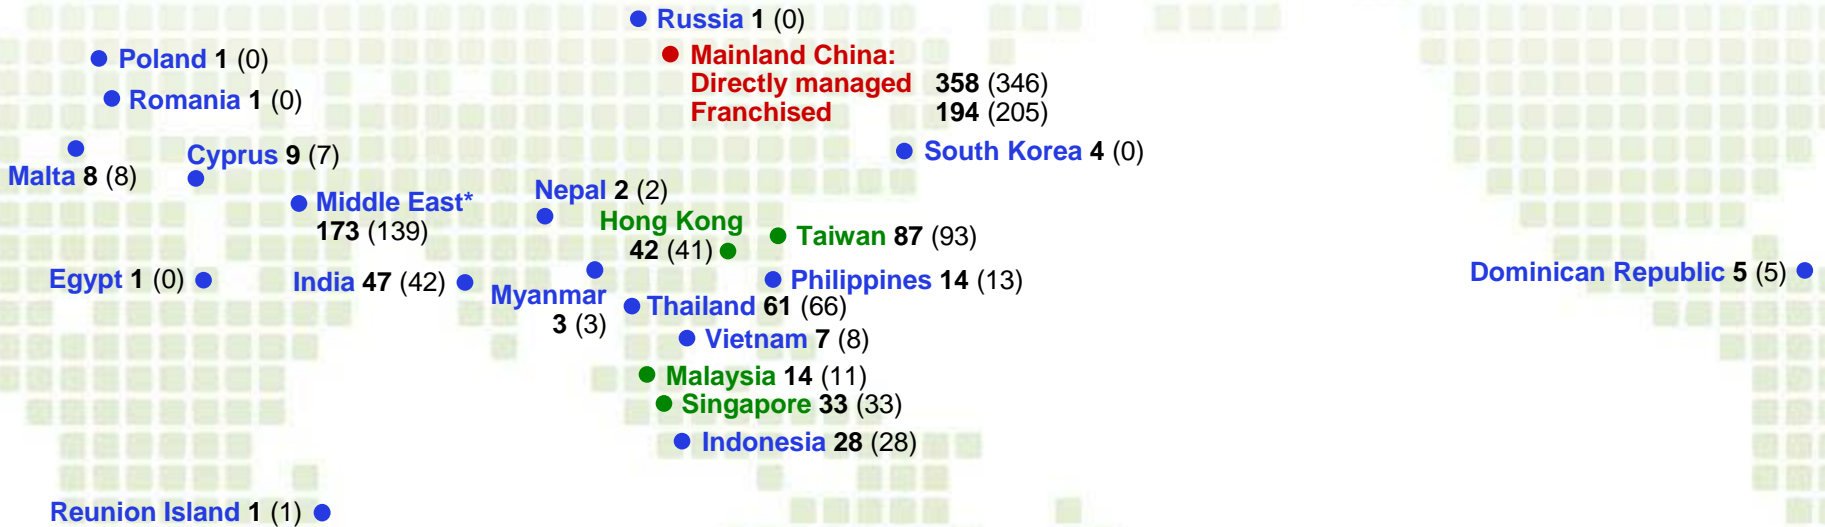 Russia 1 (0)
Mainland China:
Directly managed 358 (346)
Franchised 194 (205)
Poland 1 (0)
Romania 1 (0)
South Korea 4 (0)
Cyprus 9 (7)
Malta 8 (8)
Middle East*
173 (139)
Nepal 2 (2)
Hong Kong
42 (41)
Taiwan 87 (93)
Egypt 1 (0)
India 47 (42)
Myanmar
3 (3)
Philippines 14 (13)
Dominican Republic 5 (5)
Thailand 61 (66)
Vietnam 7 (8)
Malaysia 14 (11)
Singapore 33 (33)
Indonesia 28 (28)
Reunion Island 1 (1)